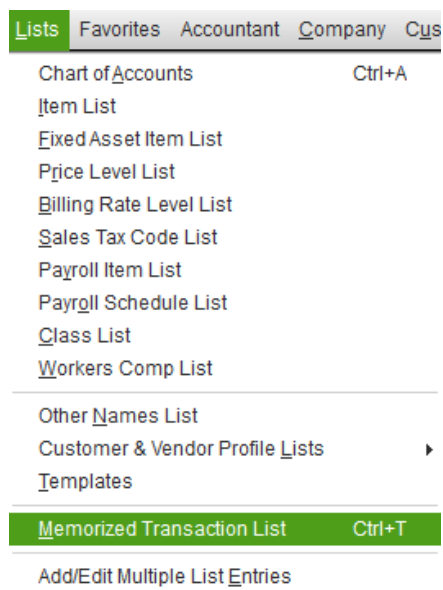 Lists Favorites Accountant Company Cus
Chart of Accounts Ctrl+A
Item List
Fixed Asset Item List
Price Level List
Billing Rate Level List
Sales Tax Code List
Payroll Item List
Payroll Schedule List
Class List
Workers Comp List
Other Names List
Customer & Vendor Profile Lists
Templates
Memorized Transaction List Ctrl+T
Add/Edit Multiple List Entries